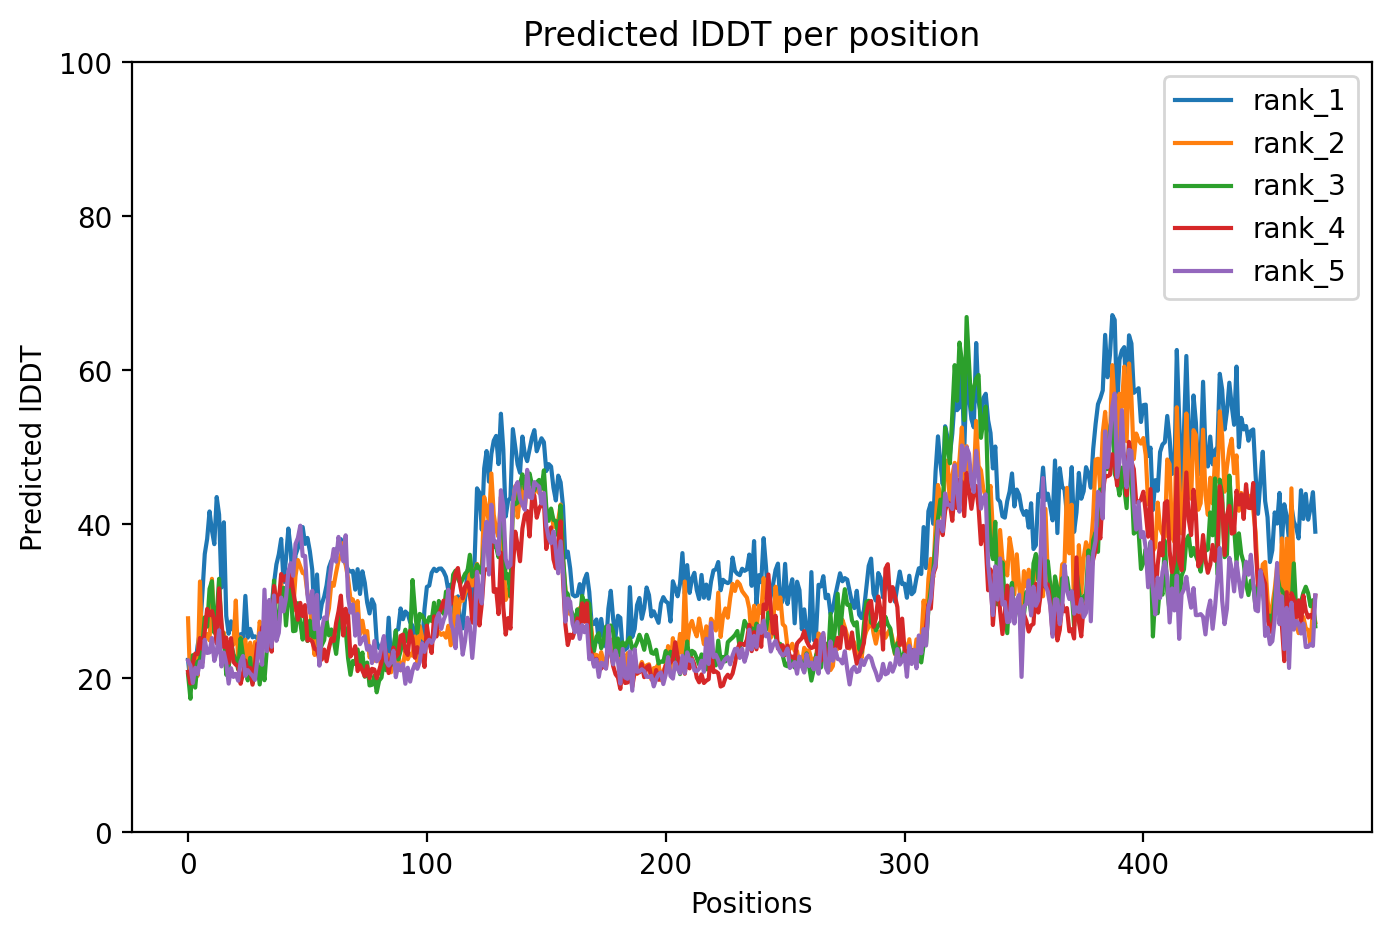 Predicted lDDT per position
100
80
60
40
20
0
Predicted lDDT
0 100 200 300 400
Positions
rank_1
rank_2
rank_3
rank_4
rank_5